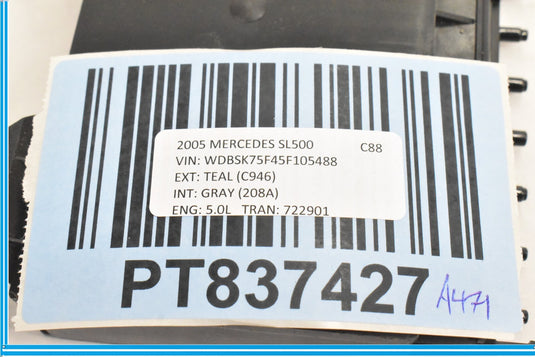 2005 MERCEDES SL500 C88
VIN: WDBSK75F45F105488
EXT: TEAL (C946)
INT: GRAY (208A)
ENG: 5.0L TRAN: 722901
PT837427
A471